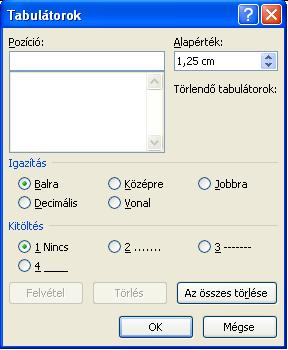 Tabulátorok
Pozíció: Alapérték:
1,25 cm
Törlendő tabulátorok:
Igazítás
Balra Középre Jobbra
Decimális Vonal
Kitöltés
1 Nincs 2 ....... 3 -------
4 ____
Felvétel Törlés Az összes törlése
OK Mégse